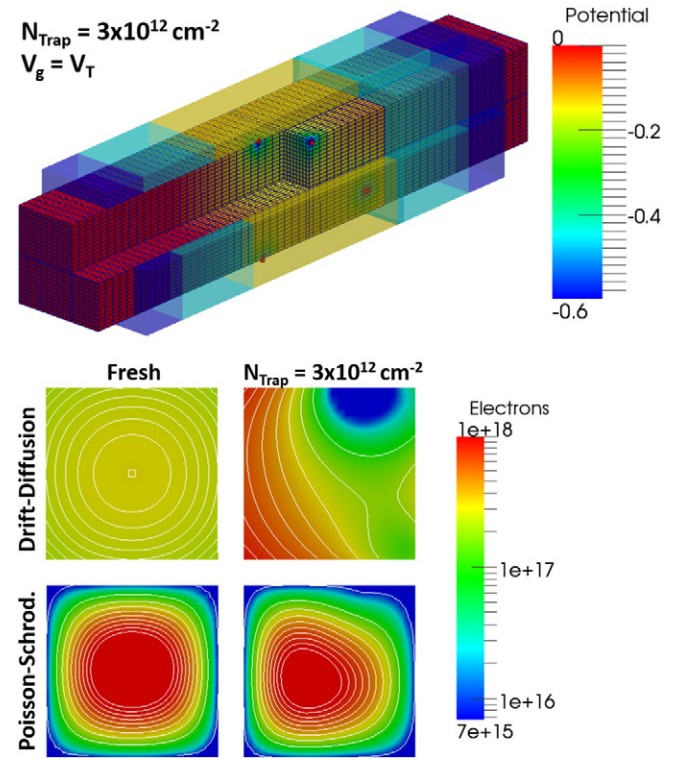 N_Trap = 3x10^12 cm^-2
V_g = V_T
Potential
0
-0.2
-0.4
-0.6
Fresh
N_Trap = 3x10^12 cm^-2
Drift-Diffusion
Poisson-Schrod.
Electrons
1e+18
1e+17
1e+16
7e+15